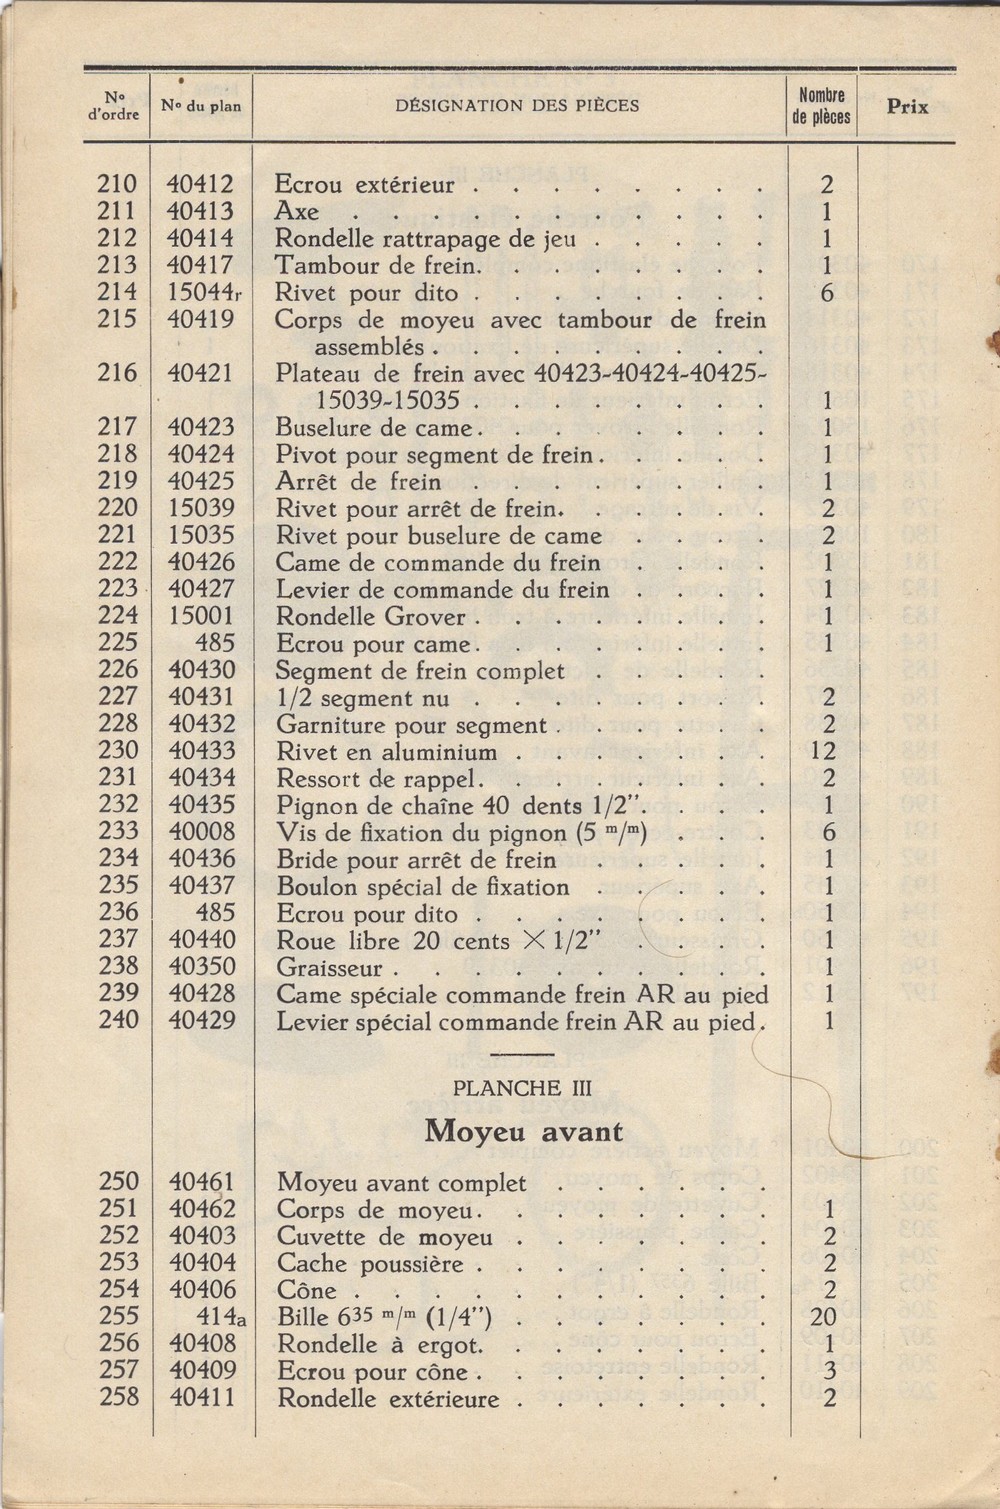 No d'ordre No du plan DÉSIGNATION DES PIÈCES Nombre de pièces Prix
210 40412 Ecrou extérieur . . . . . . . . 2
211 40413 Axe . . . . . . . . . . . 1
212 40414 Rondelle rattrapage de jeu . . . . . 1
213 40417 Tambour de frein. . . . . . . . 1
214 15044r Rivet pour dito . . . . . . . . 6
215 40419 Corps de moyeu avec tambour de frein
assemblés . . . . . . . . .
216 40421 Plateau de frein avec 40423-40424-40425-
15039-15035 . . . . . . . . 1
217 40423 Buselure de came. . . . . . . . 1
218 40424 Pivot pour segment de frein. . . . . 1
219 40425 Arrêt de frein . . . . . . . . 1
220 15039 Rivet pour arrêt de frein. . . . . . 2
221 15035 Rivet pour buselure de came . . . . 2
222 40426 Came de commande du frein . . . . 1
223 40427 Levier de commande du frein . . . . 1
224 15001 Rondelle Grover . . . . . . . . 1
225 485 Ecrou pour came. . . . . . . . 1
226 40430 Segment de frein complet . . . . .
227 40431 1/2 segment nu . . . . . . . . 2
228 40432 Garniture pour segment . . . . . . 2
230 40433 Rivet en aluminium . . . . . . . 12
231 40434 Ressort de rappel. . . . . . . . 2
232 40435 Pignon de chaîne 40 dents 1/2". . . . 1
233 40008 Vis de fixation du pignon (5 m/m) . . . 6
234 40436 Bride pour arrêt de frein . . . . . 1
235 40437 Boulon spécial de fixation . . . . . 1
236 485 Ecrou pour dito . . . . . . . . 1
237 40440 Roue libre 20 cents × 1/2" . . . . 1
238 40350 Graisseur . . . . . . . . . . 1
239 40428 Came spéciale commande frein AR au pied 1
240 40429 Levier spécial commande frein AR au pied. 1
PLANCHE III
Moyeu avant
250 40461 Moyeu avant complet . . . . . .
251 40462 Corps de moyeu. . . . . . . . 1
252 40403 Cuvette de moyeu . . . . . . . 2
253 40404 Cache poussière . . . . . . . . 2
254 40406 Cône . . . . . . . . . . . 2
255 414a Bille 635 m/m (1/4") . . . . . . . 20
256 40408 Rondelle à ergot. . . . . . . . 1
257 40409 Ecrou pour cône . . . . . . . . 3
258 40411 Rondelle extérieure . . . . . . . 2